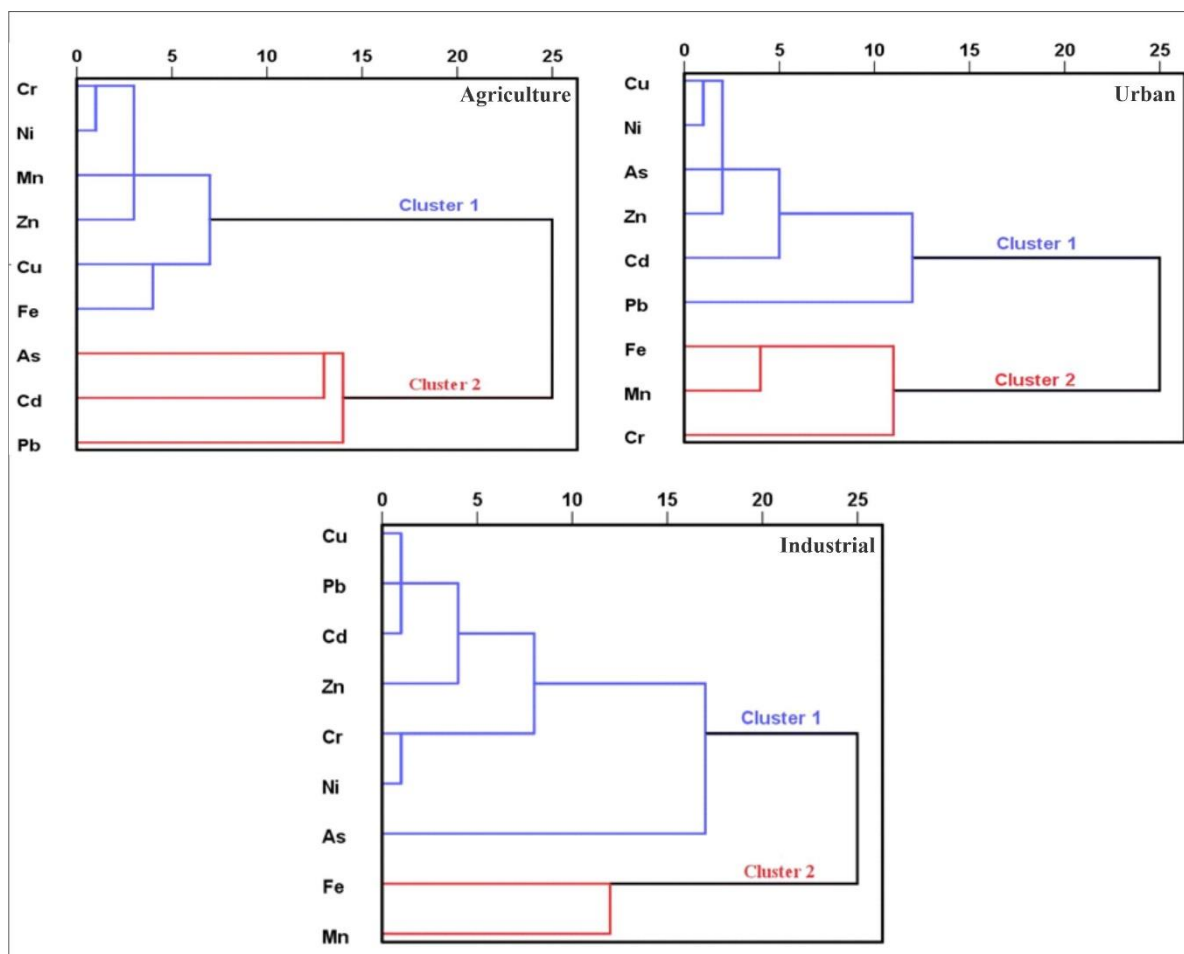 0 5 10 15 20 25
Agriculture
Cr
Ni
Mn
Zn
Cu
Fe
As
Cd
Pb
Cluster 1
Cluster 2
0 5 10 15 20 25
Urban
Cu
Ni
As
Zn
Cd
Pb
Fe
Mn
Cr
Cluster 1
Cluster 2
0 5 10 15 20 25
Industrial
Cu
Pb
Cd
Zn
Cr
Ni
As
Fe
Mn
Cluster 1
Cluster 2